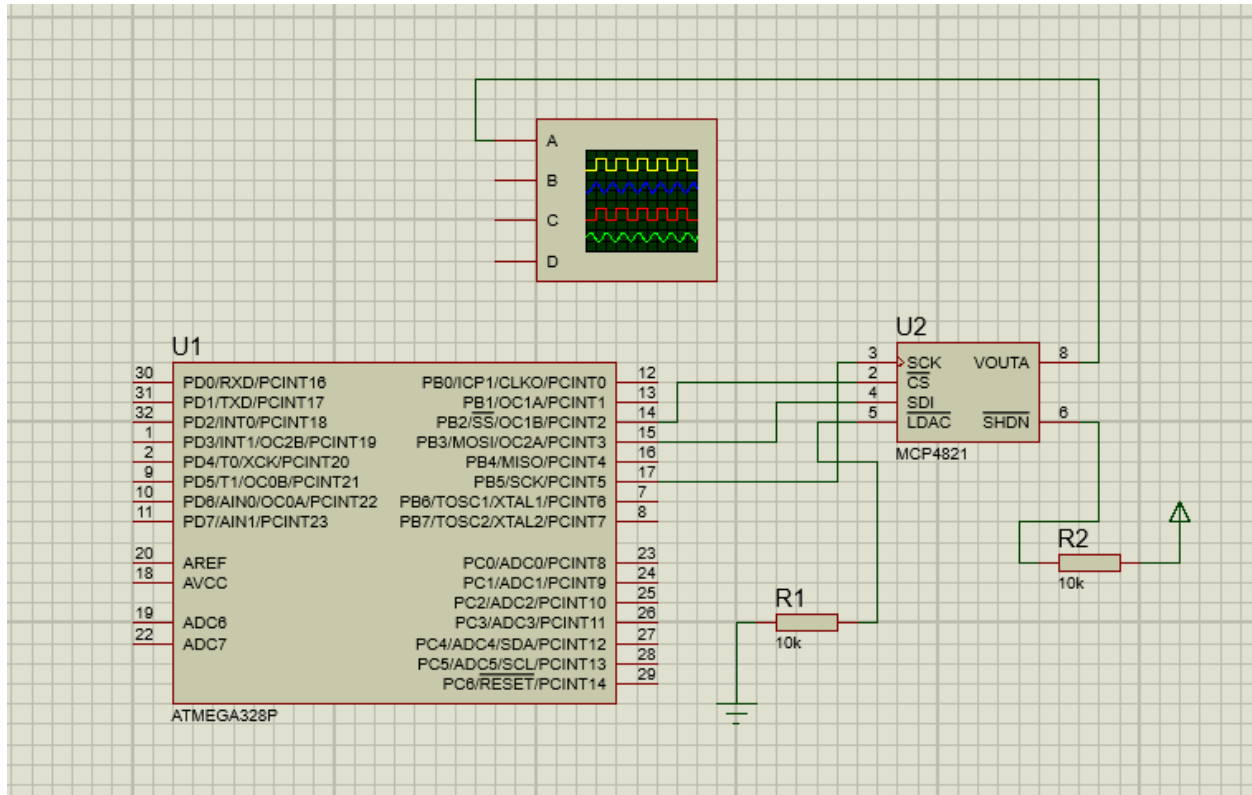 A
B
C
D
U1
30 PD0/RXD/PCINT16
31 PD1/TXD/PCINT17
32 PD2/INT0/PCINT18
1 PD3/INT1/OC2B/PCINT19
2 PD4/T0/XCK/PCINT20
9 PD5/T1/OC0B/PCINT21
10 PD6/AIN0/OC0A/PCINT22
11 PD7/AIN1/PCINT23
20 AREF
18 AVCC
19 ADC6
22 ADC7
PB0/ICP1/CLKO/PCINT0 12
PB1/OC1A/PCINT1 13
PB2/SS/OC1B/PCINT2 14
PB3/MOSI/OC2A/PCINT3 15
PB4/MISO/PCINT4 16
PB5/SCK/PCINT5 17
PB6/TOSC1/XTAL1/PCINT6 7
PB7/TOSC2/XTAL2/PCINT7 8
PC0/ADC0/PCINT8 23
PC1/ADC1/PCINT9 24
PC2/ADC2/PCINT10 25
PC3/ADC3/PCINT11 26
PC4/ADC4/SDA/PCINT12 27
PC5/ADC5/SCL/PCINT13 28
PC6/RESET/PCINT14 29
ATMEGA328P
U2
3 SCK VOUTA 8
2 CS
4 SDI
5 LDAC SHDN 6
MCP4821
R2
10k
R1
10k